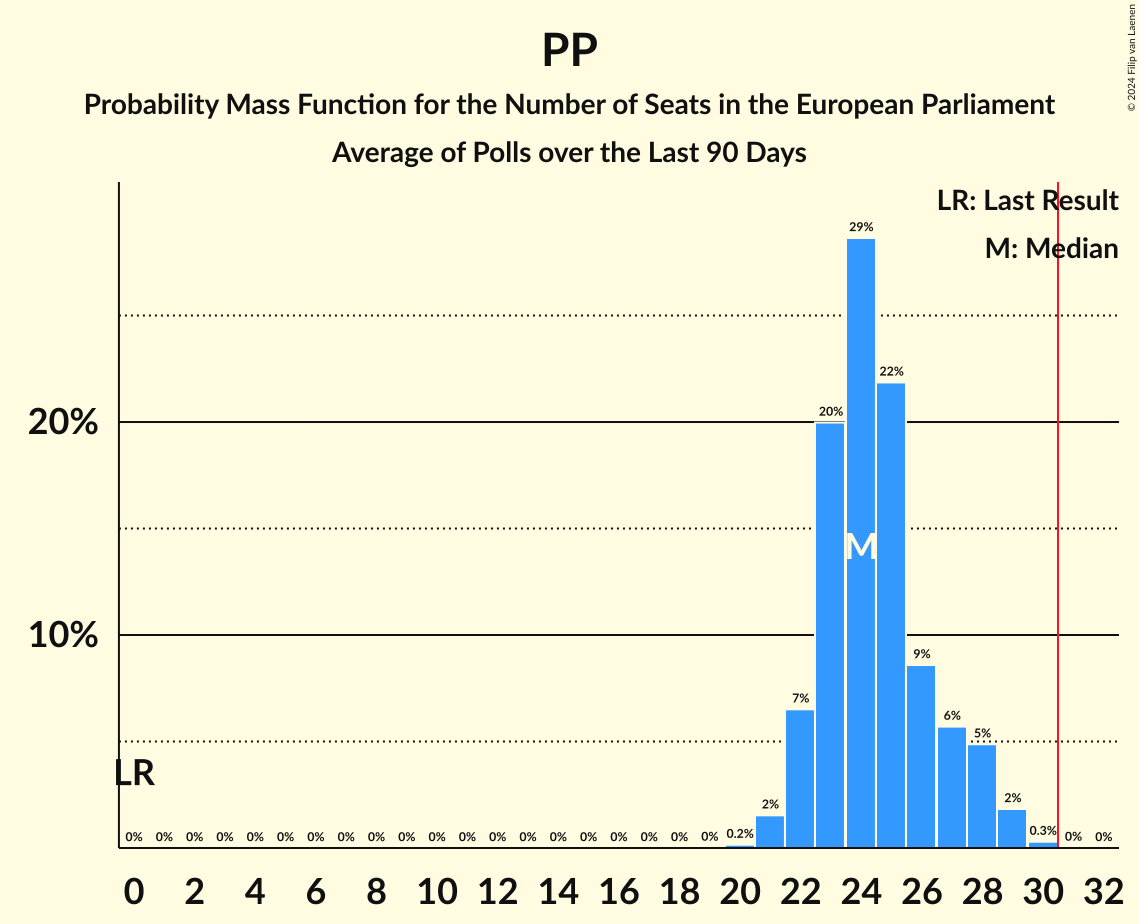 PP
Probability Mass Function for the Number of Seats in the European Parliament
Average of Polls over the Last 90 Days
© 2024 Filip van Laenen
LR: Last Result
M: Median
29%
22%
20%
20%
M
10%
9%
7%
6%
5%
LR
2%
2%
0% 0% 0% 0% 0% 0% 0% 0% 0% 0% 0% 0% 0% 0% 0% 0% 0% 0% 0% 0% 0.2% 0.3% 0% 0%
0 2 4 6 8 10 12 14 16 18 20 22 24 26 28 30 32